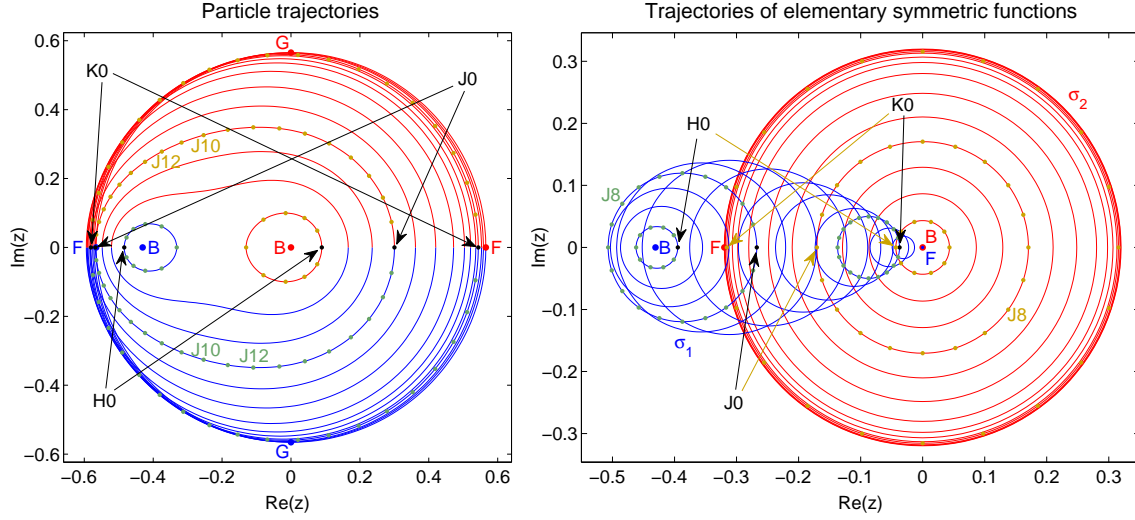 Particle trajectories
0.6
0.4
0.2
0
−0.2
−0.4
−0.6
Im(z)
−0.6
−0.4
−0.2
0
0.2
0.4
0.6
Re(z)
G
K0
J0
J10
J12
F
B
B
F
J10
J12
H0
G
Trajectories of elementary symmetric functions
0.3
0.2
0.1
0
−0.1
−0.2
−0.3
Im(z)
−0.5
−0.4
−0.3
−0.2
−0.1
0
0.1
0.2
0.3
Re(z)
σ2
K0
H0
J8
B
F
B
F
J8
σ1
J0